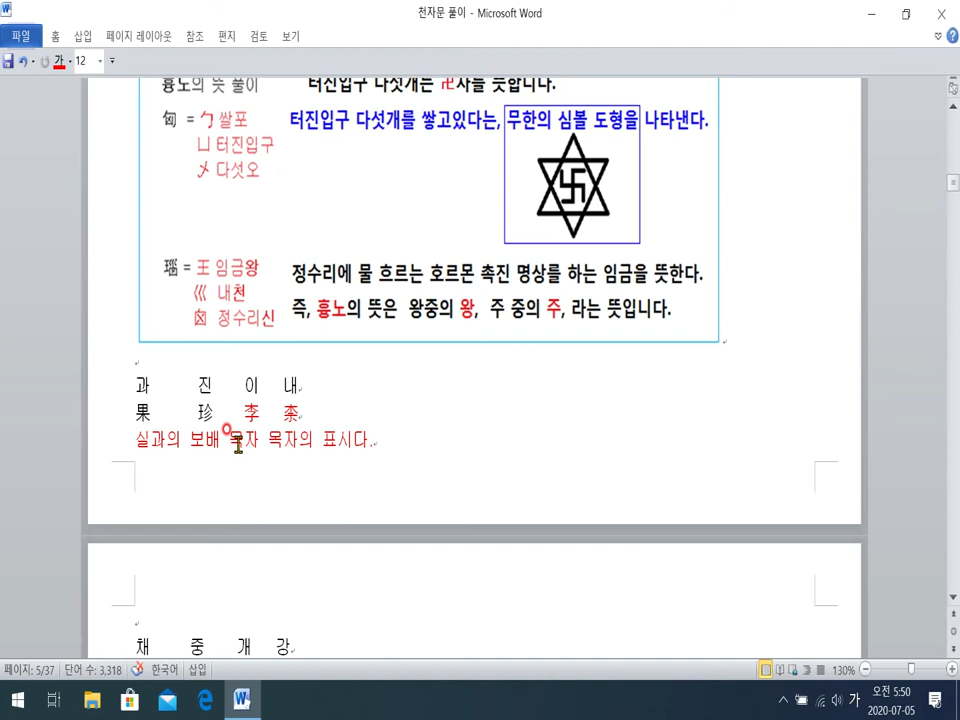 천자문 풀이 - Microsoft Word
파일 홈 삽입 페이지 레이아웃 참조 편지 검토 보기
가 12
흉노의 뜻 풀이 터진입구 다섯개는 卍자를 뜻합니다.
匈 = 勹 쌀포 터진입구 다섯개를 쌓고있다는, 무한의 심볼 도형을 나타낸다.
凵 터진입구
㐅 다섯오
瑙 = 王 임금왕 정수리에 물 흐르는 호르몬 촉진 명상을 하는 임금을 뜻한다.
巛 내천
즉, 흉노의 뜻은 왕중의 왕, 주 중의 주, 라는 뜻입니다.
囟 정수리신
과 진 이 내
果 珍 李 柰
실과의 보배 목자 목자의 표시다.
채 중 개 강
페이지: 5/37 단어 수: 3,318 한국어 삽입 130%
가 오전 5:50
2020-07-05